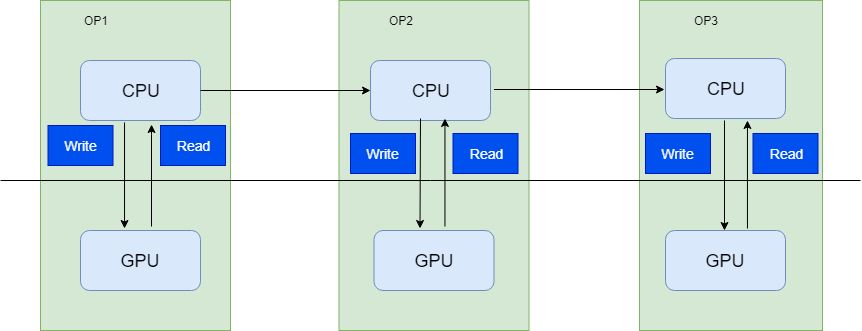 OP1
OP2
OP3
CPU
CPU
CPU
Write
Read
Write
Read
Write
Read
GPU
GPU
GPU